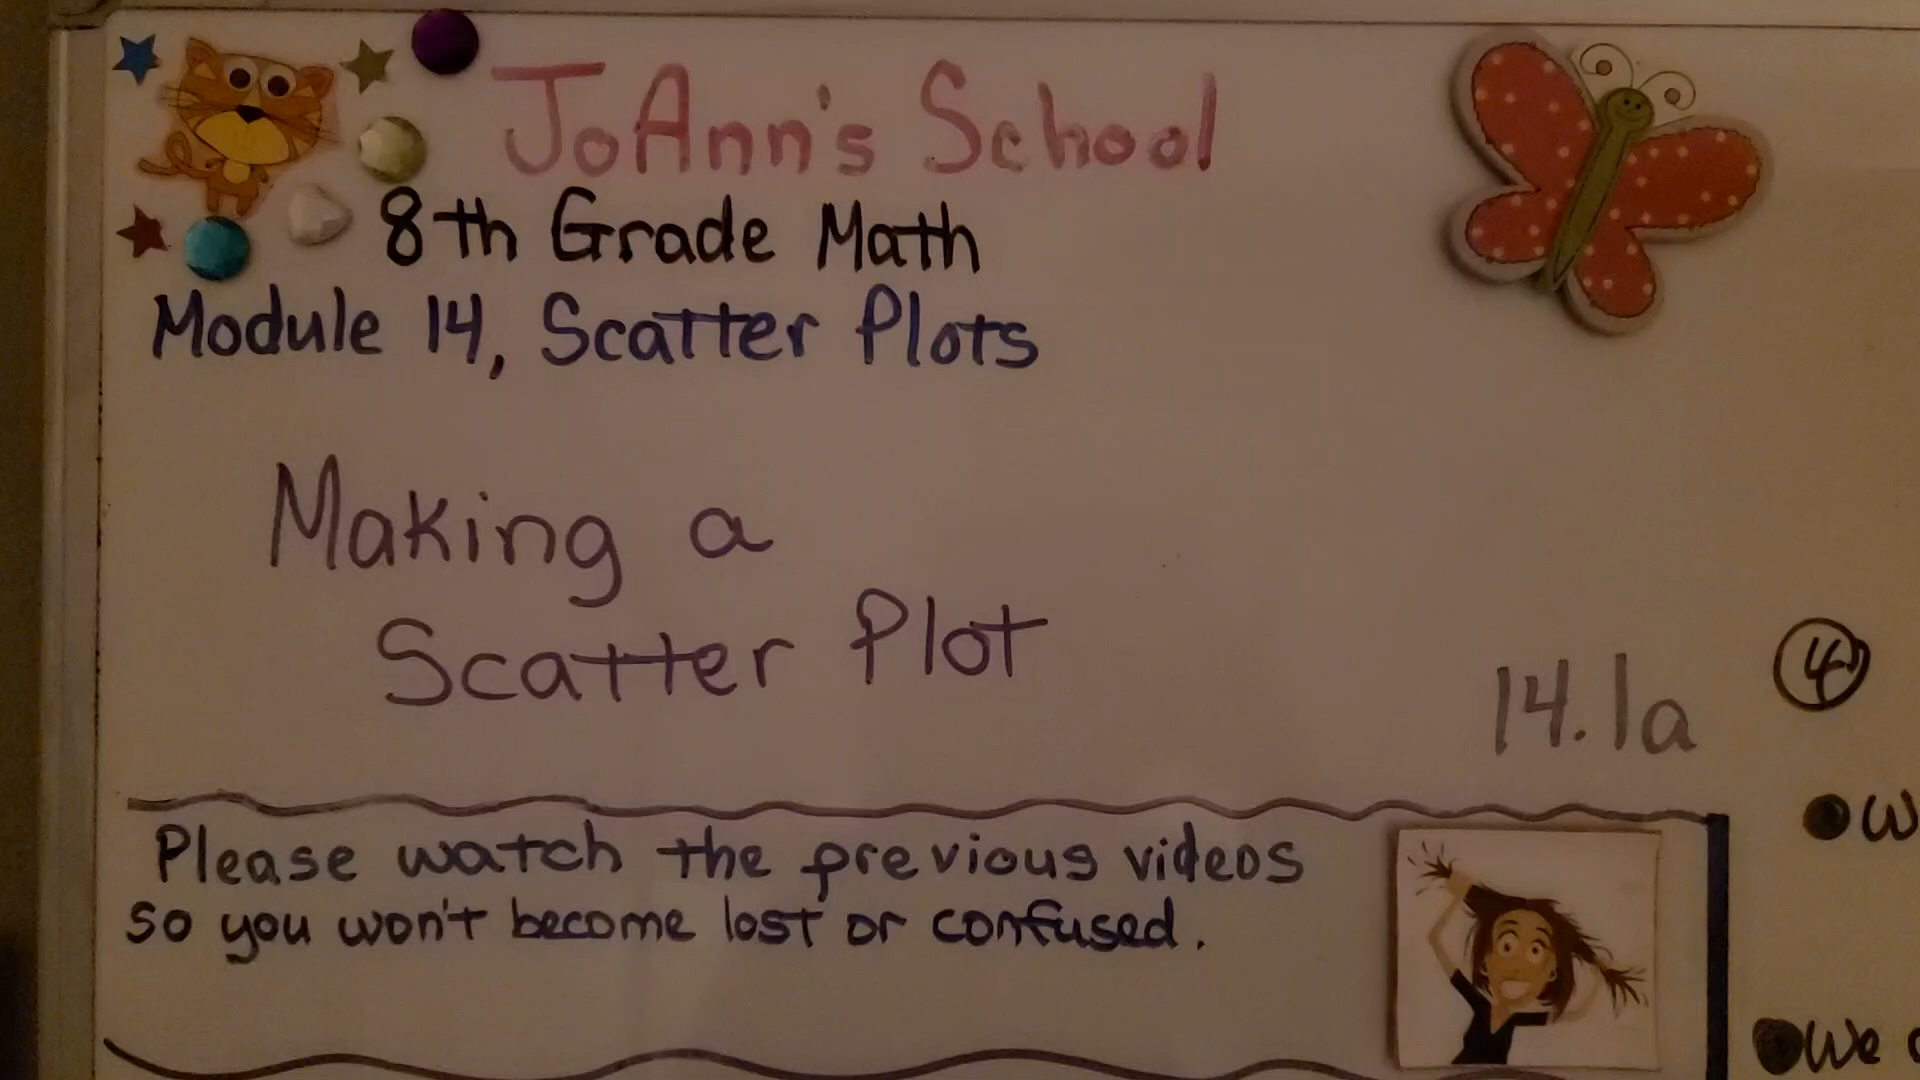 JoAnn's School
8th Grade Math
Module 14, Scatter Plots
Making a
Scatter Plot
14.1a
4
Please watch the previous videos
so you won't become lost or confused.
We